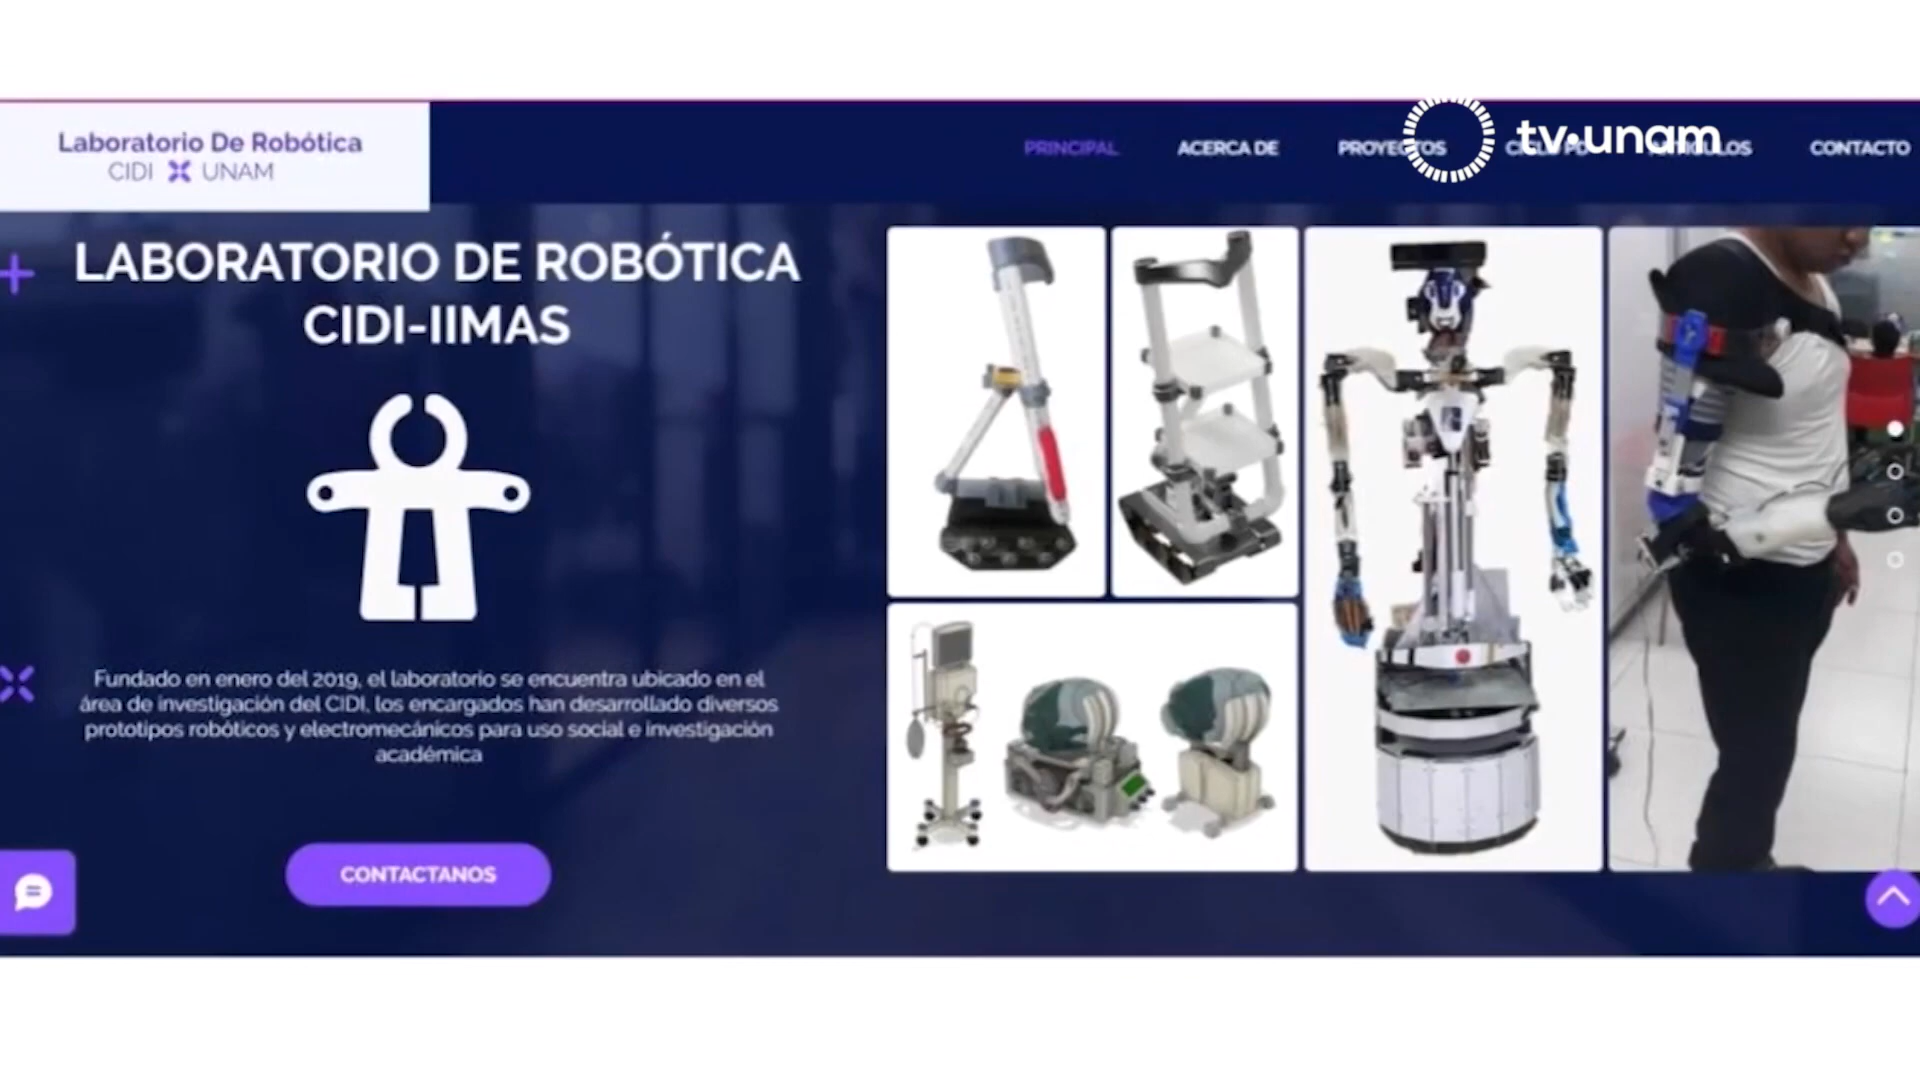 Laboratorio De Robótica
CIDI UNAM
PRINCIPAL
ACERCA DE
PROYECTOS
CONTACTO
tv.unam
LABORATORIO DE ROBÓTICA
CIDI-IIMAS
Fundado en enero del 2019, el laboratorio se encuentra ubicado en el
área de investigación del CIDI, los encargados han desarrollado diversos
prototipos robóticos y electromecánicos para uso social e investigación
académica
CONTACTANOS